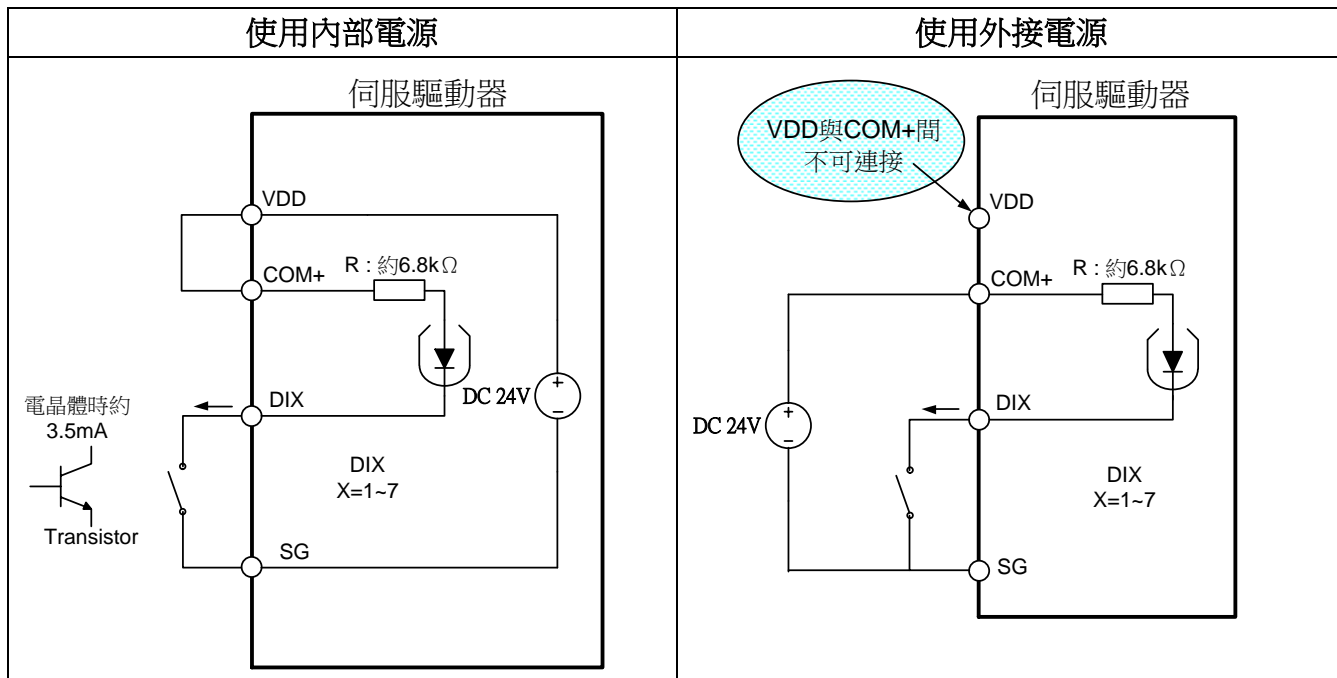 使用內部電源
使用外接電源
伺服驅動器
VDD
COM+
R : 約6.8kΩ
DC 24V
+
−
DIX
電晶體時約
3.5mA
Transistor
DIX
X=1~7
SG
伺服驅動器
VDD與COM+間
不可連接
VDD
COM+
R : 約6.8kΩ
DC 24V
+
−
DIX
DIX
X=1~7
SG